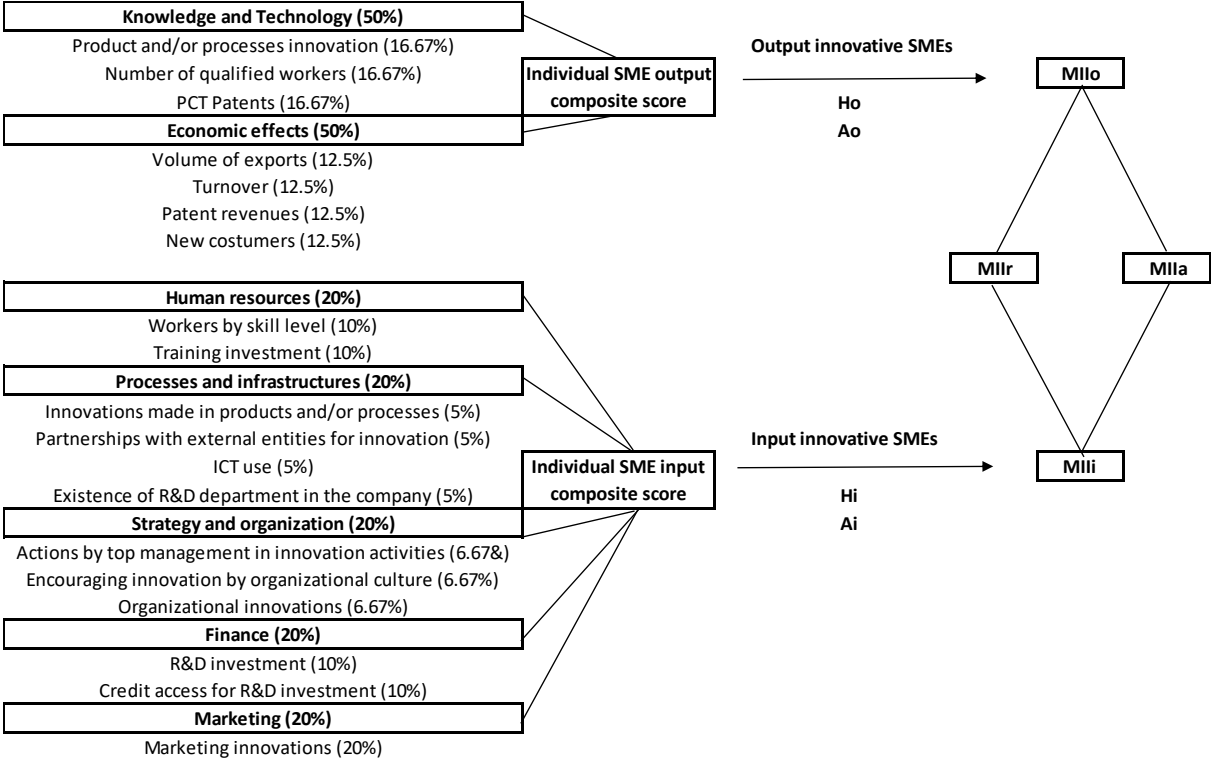 Knowledge and Technology (50%)
Product and/or processes innovation (16.67%)
Number of qualified workers (16.67%)
PCT Patents (16.67%)
Economic effects (50%)
Volume of exports (12.5%)
Turnover (12.5%)
Patent revenues (12.5%)
New costumers (12.5%)
Individual SME output
composite score
Output innovative SMEs
Ho
Ao
MIIo
MIIr
MIIa
Human resources (20%)
Workers by skill level (10%)
Training investment (10%)
Processes and infrastructures (20%)
Innovations made in products and/or processes (5%)
Partnerships with external entities for innovation (5%)
ICT use (5%)
Existence of R&D department in the company (5%)
Strategy and organization (20%)
Actions by top management in innovation activities (6.67&)
Encouraging innovation by organizational culture (6.67%)
Organizational innovations (6.67%)
Finance (20%)
R&D investment (10%)
Credit access for R&D investment (10%)
Marketing (20%)
Marketing innovations (20%)
Individual SME input
composite score
Input innovative SMEs
Hi
Ai
MIIi